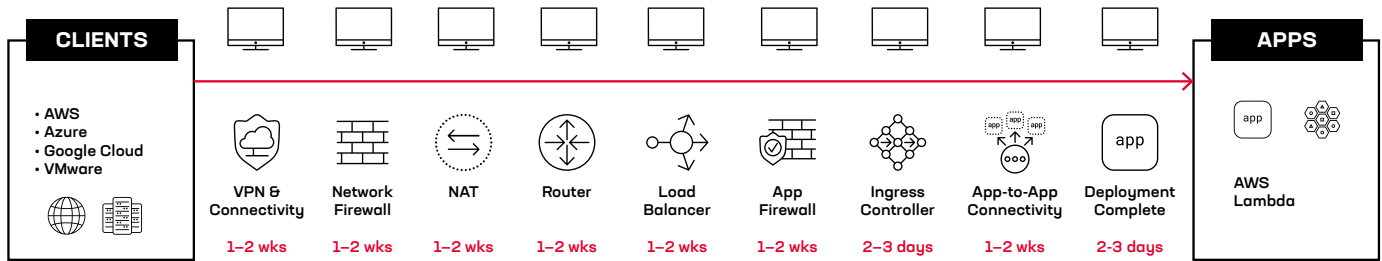 CLIENTS
• AWS
• Azure
• Google Cloud
• VMware
VPN &
Connectivity
1–2 wks
Network
Firewall
1–2 wks
NAT
1–2 wks
Router
1–2 wks
Load
Balancer
1–2 wks
App
Firewall
1–2 wks
Ingress
Controller
2–3 days
app
app
app
App-to-App
Connectivity
1–2 wks
app
Deployment
Complete
2-3 days
APPS
app
AWS
Lambda